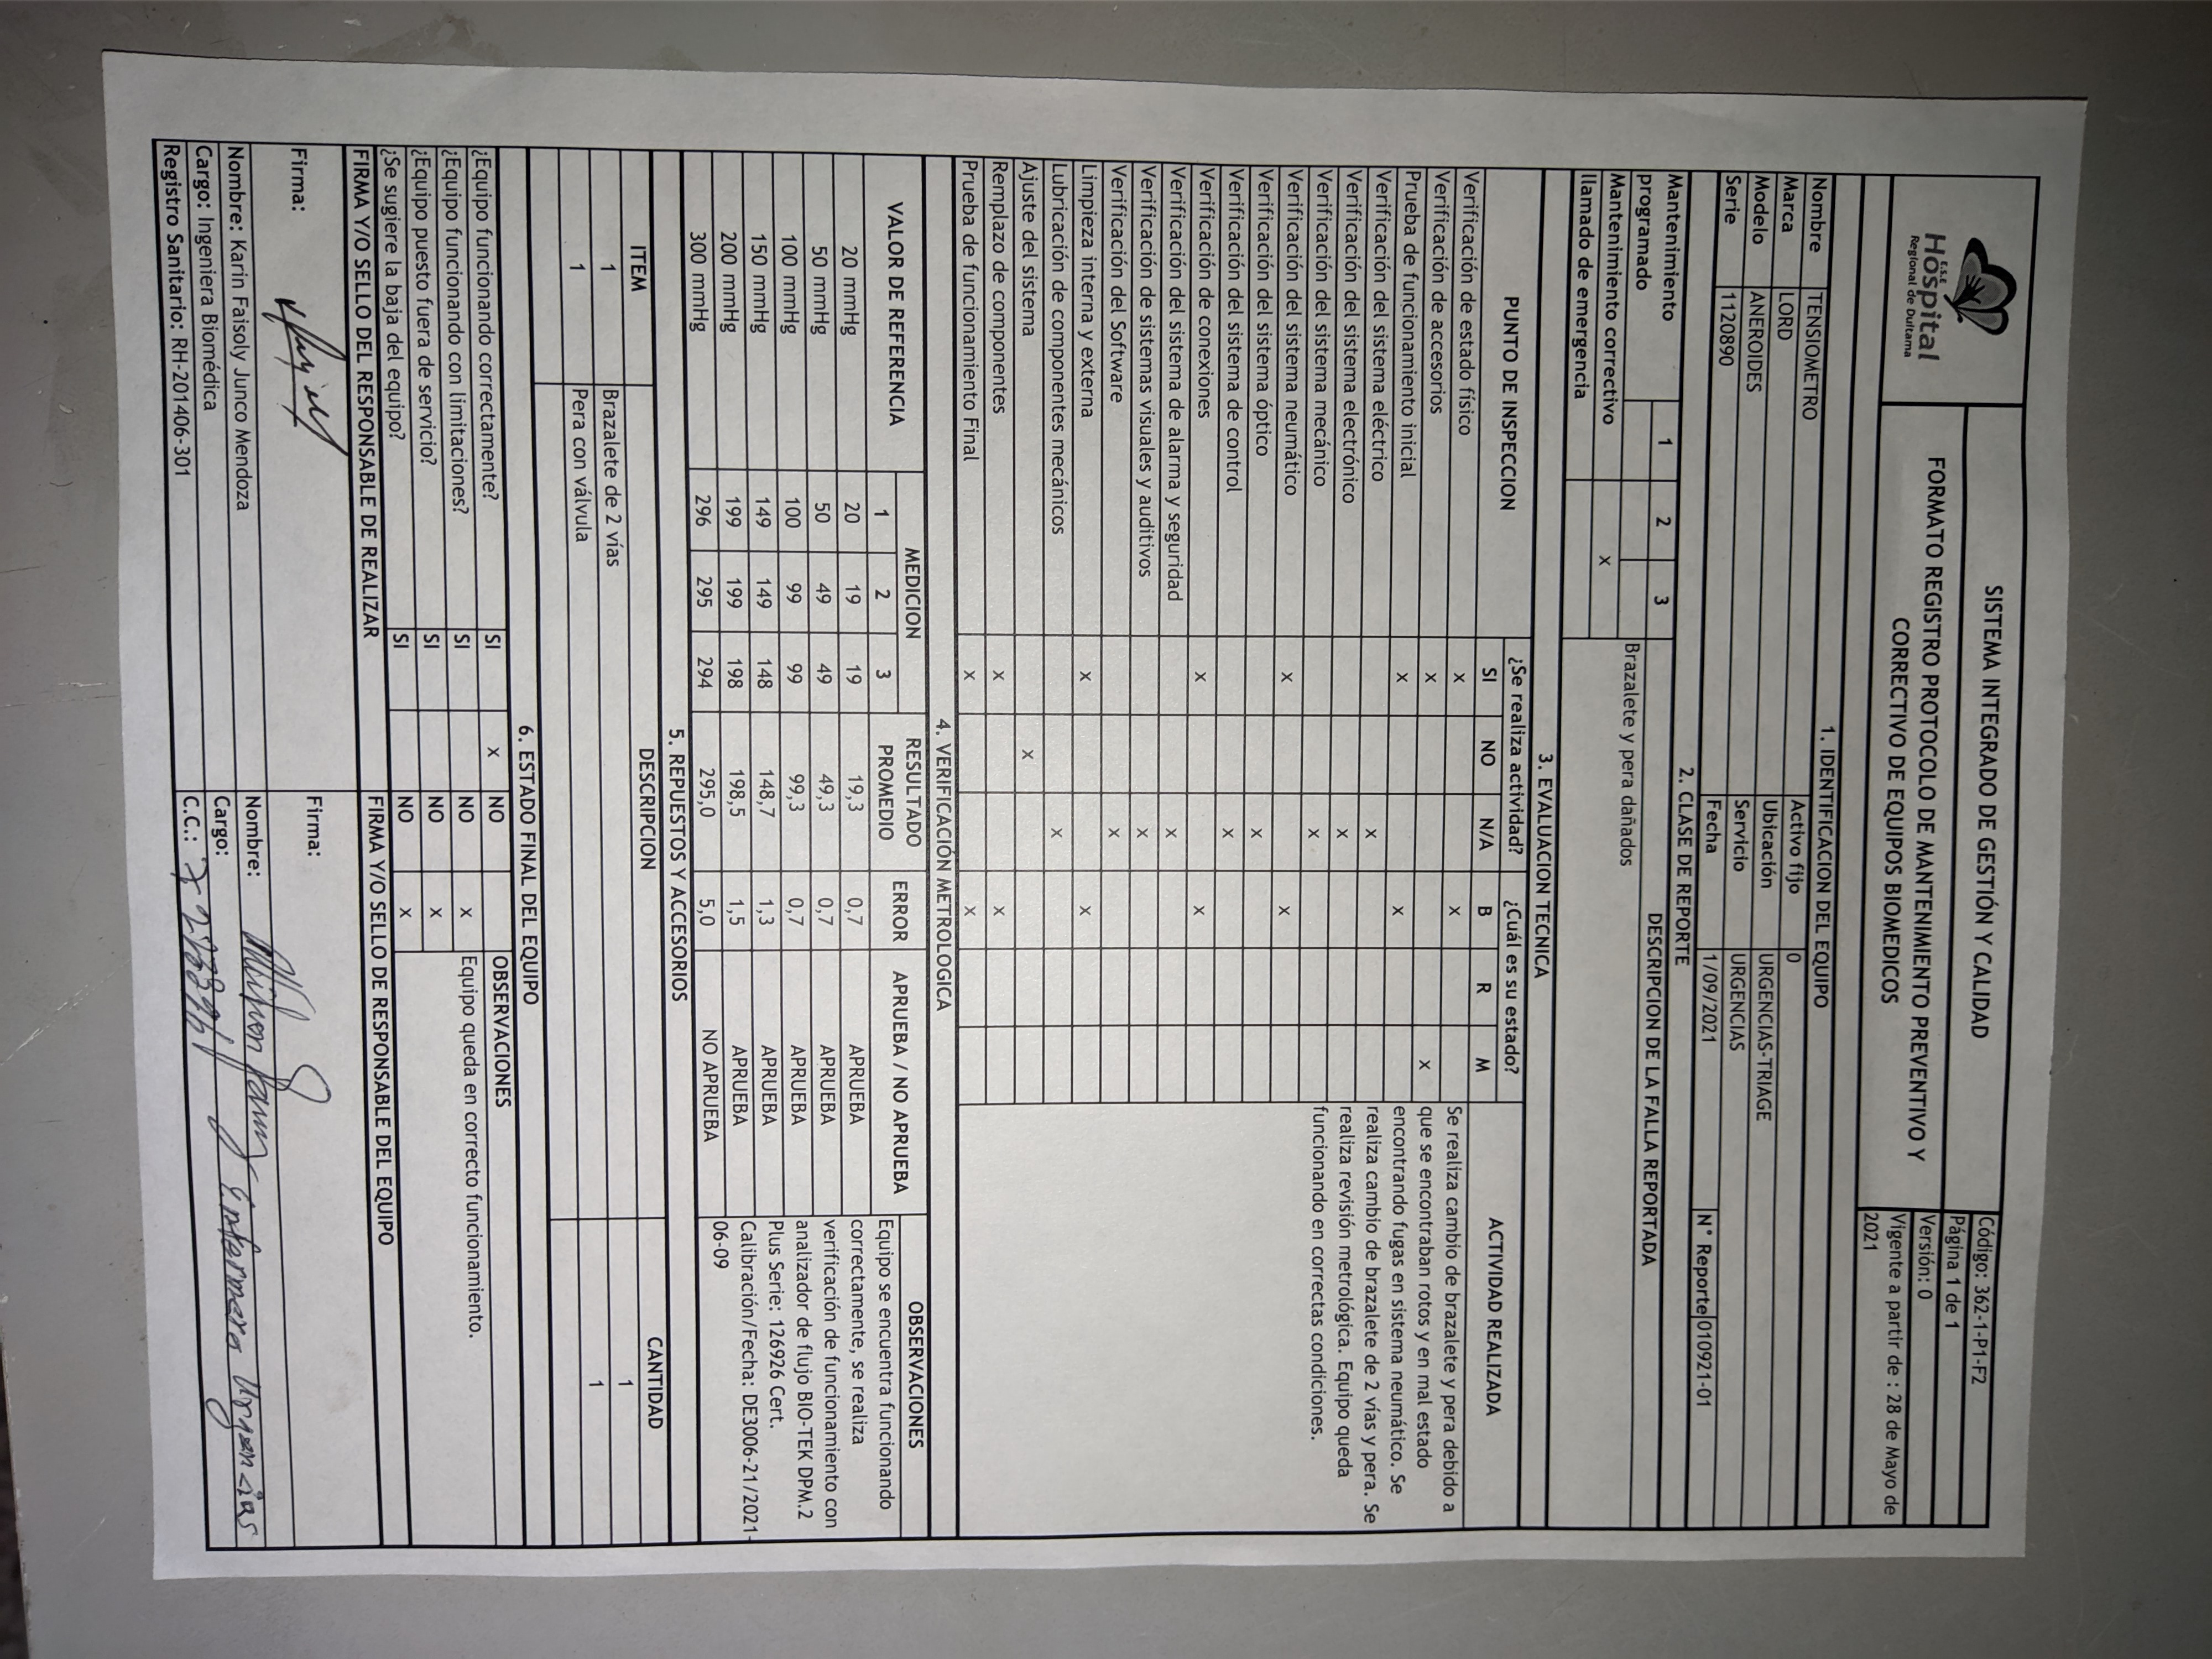 SISTEMA INTEGRADO DE GESTIÓN Y CALIDAD
Código: 362-1-P1-F2
Página 1 de 1
E.S.E
Hospital
Regional de Duitama
FORMATO REGISTRO PROTOCOLO DE MANTENIMIENTO PREVENTIVO Y
CORRECTIVO DE EQUIPOS BIOMEDICOS
Versión: 0
Vigente a partir de : 28 de Mayo de
2021
1. IDENTIFICACION DEL EQUIPO
Nombre TENSIOMETRO Activo fijo 0
Marca LORD Ubicación URGENCIAS-TRIAGE
Modelo ANEROIDES Servicio URGENCIAS
Serie 1120890 Fecha 1/09/2021 N° Reporte 010921-01
2. CLASE DE REPORTE
Mantenimiento
programado
1 2 3 DESCRIPCION DE LA FALLA REPORTADA
Brazalete y pera dañados
Mantenimiento correctivo x
llamado de emergencia
3. EVALUACION TECNICA
PUNTO DE INSPECCION ¿Se realiza actividad? ¿Cuál es su estado? ACTIVIDAD REALIZADA
SI NO N/A B R M
Verificación de estado físico x x
Verificación de accesorios x x
Prueba de funcionamiento inicial x x
Verificación del sistema eléctrico x
Verificación del sistema electrónico x
Verificación del sistema mecánico x
Verificación del sistema neumático x x
Verificación del sistema óptico x
Verificación del sistema de control x
Verificación de conexiones x x
Verificación del sistema de alarma y seguridad x
Verificación de sistemas visuales y auditivos x
Verificación del Software x
Limpieza interna y externa x x
Lubricación de componentes mecánicos x
Ajuste del sistema x
Remplazo de componentes x x
Prueba de funcionamiento Final x x
Se realiza cambio de brazalete y pera debido a
que se encontraban rotos y en mal estado
encontrando fugas en sistema neumático. Se
realiza cambio de brazalete de 2 vías y pera. Se
realiza revisión metrológica. Equipo queda
funcionando en correctas condiciones.
4. VERIFICACIÓN METROLOGICA
VALOR DE REFERENCIA MEDICION RESULTADO PROMEDIO ERROR APRUEBA / NO APRUEBA OBSERVACIONES
1 2 3
20 mmHg 20 19 19 19,3 0,7 APRUEBA
50 mmHg 50 49 49 49,3 0,7 APRUEBA
100 mmHg 100 99 99 99,3 0,7 APRUEBA
150 mmHg 149 149 148 148,7 1,3 APRUEBA
200 mmHg 199 199 198 198,5 1,5 APRUEBA
300 mmHg 296 295 294 295,0 5,0 NO APRUEBA
Equipo se encuentra funcionando
correctamente, se realiza
verificación de funcionamiento con
analizador de flujo BIO-TEK DPM.2
Plus Serie: 126926 Cert.
Calibración/Fecha: DE3006-21/2021-
06-09
5. REPUESTOS Y ACCESORIOS
ITEM DESCRIPCION CANTIDAD
1 Brazalete de 2 vías 1
1 Pera con válvula 1
6. ESTADO FINAL DEL EQUIPO
¿Equipo funcionando correctamente? SI x NO
¿Equipo funcionando con limitaciones? SI NO x
¿Equipo puesto fuera de servicio? SI NO x
¿Se sugiere la baja del equipo? SI NO x
OBSERVACIONES
Equipo queda en correcto funcionamiento.
FIRMA Y/O SELLO DEL RESPONSABLE DE REALIZAR
Firma:
Nombre: Karin Faisoly Junco Mendoza
Cargo: Ingeniera Biomédica
Registro Sanitario: RH-201406-301
FIRMA Y/O SELLO DE RESPONSABLE DEL EQUIPO
Firma:
Nombre:
Cargo: Enfermero Urgencias
C.C.: